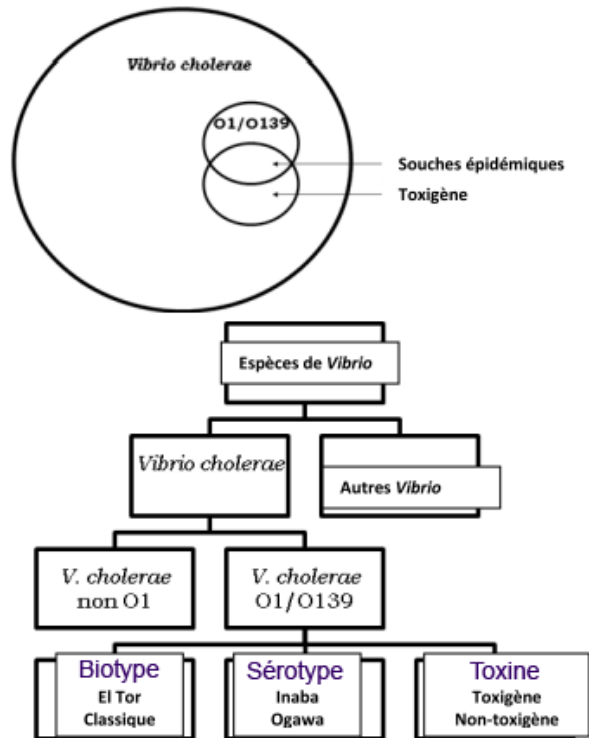 Vibrio cholerae
O1/O139
Souches épidémiques
Toxigène
Espèces de Vibrio
Vibrio cholerae
Autres Vibrio
V. cholerae
non O1
V. cholerae
O1/O139
Biotype
El Tor
Classique
Sérotype
Inaba
Ogawa
Toxine
Toxigène
Non-toxigène